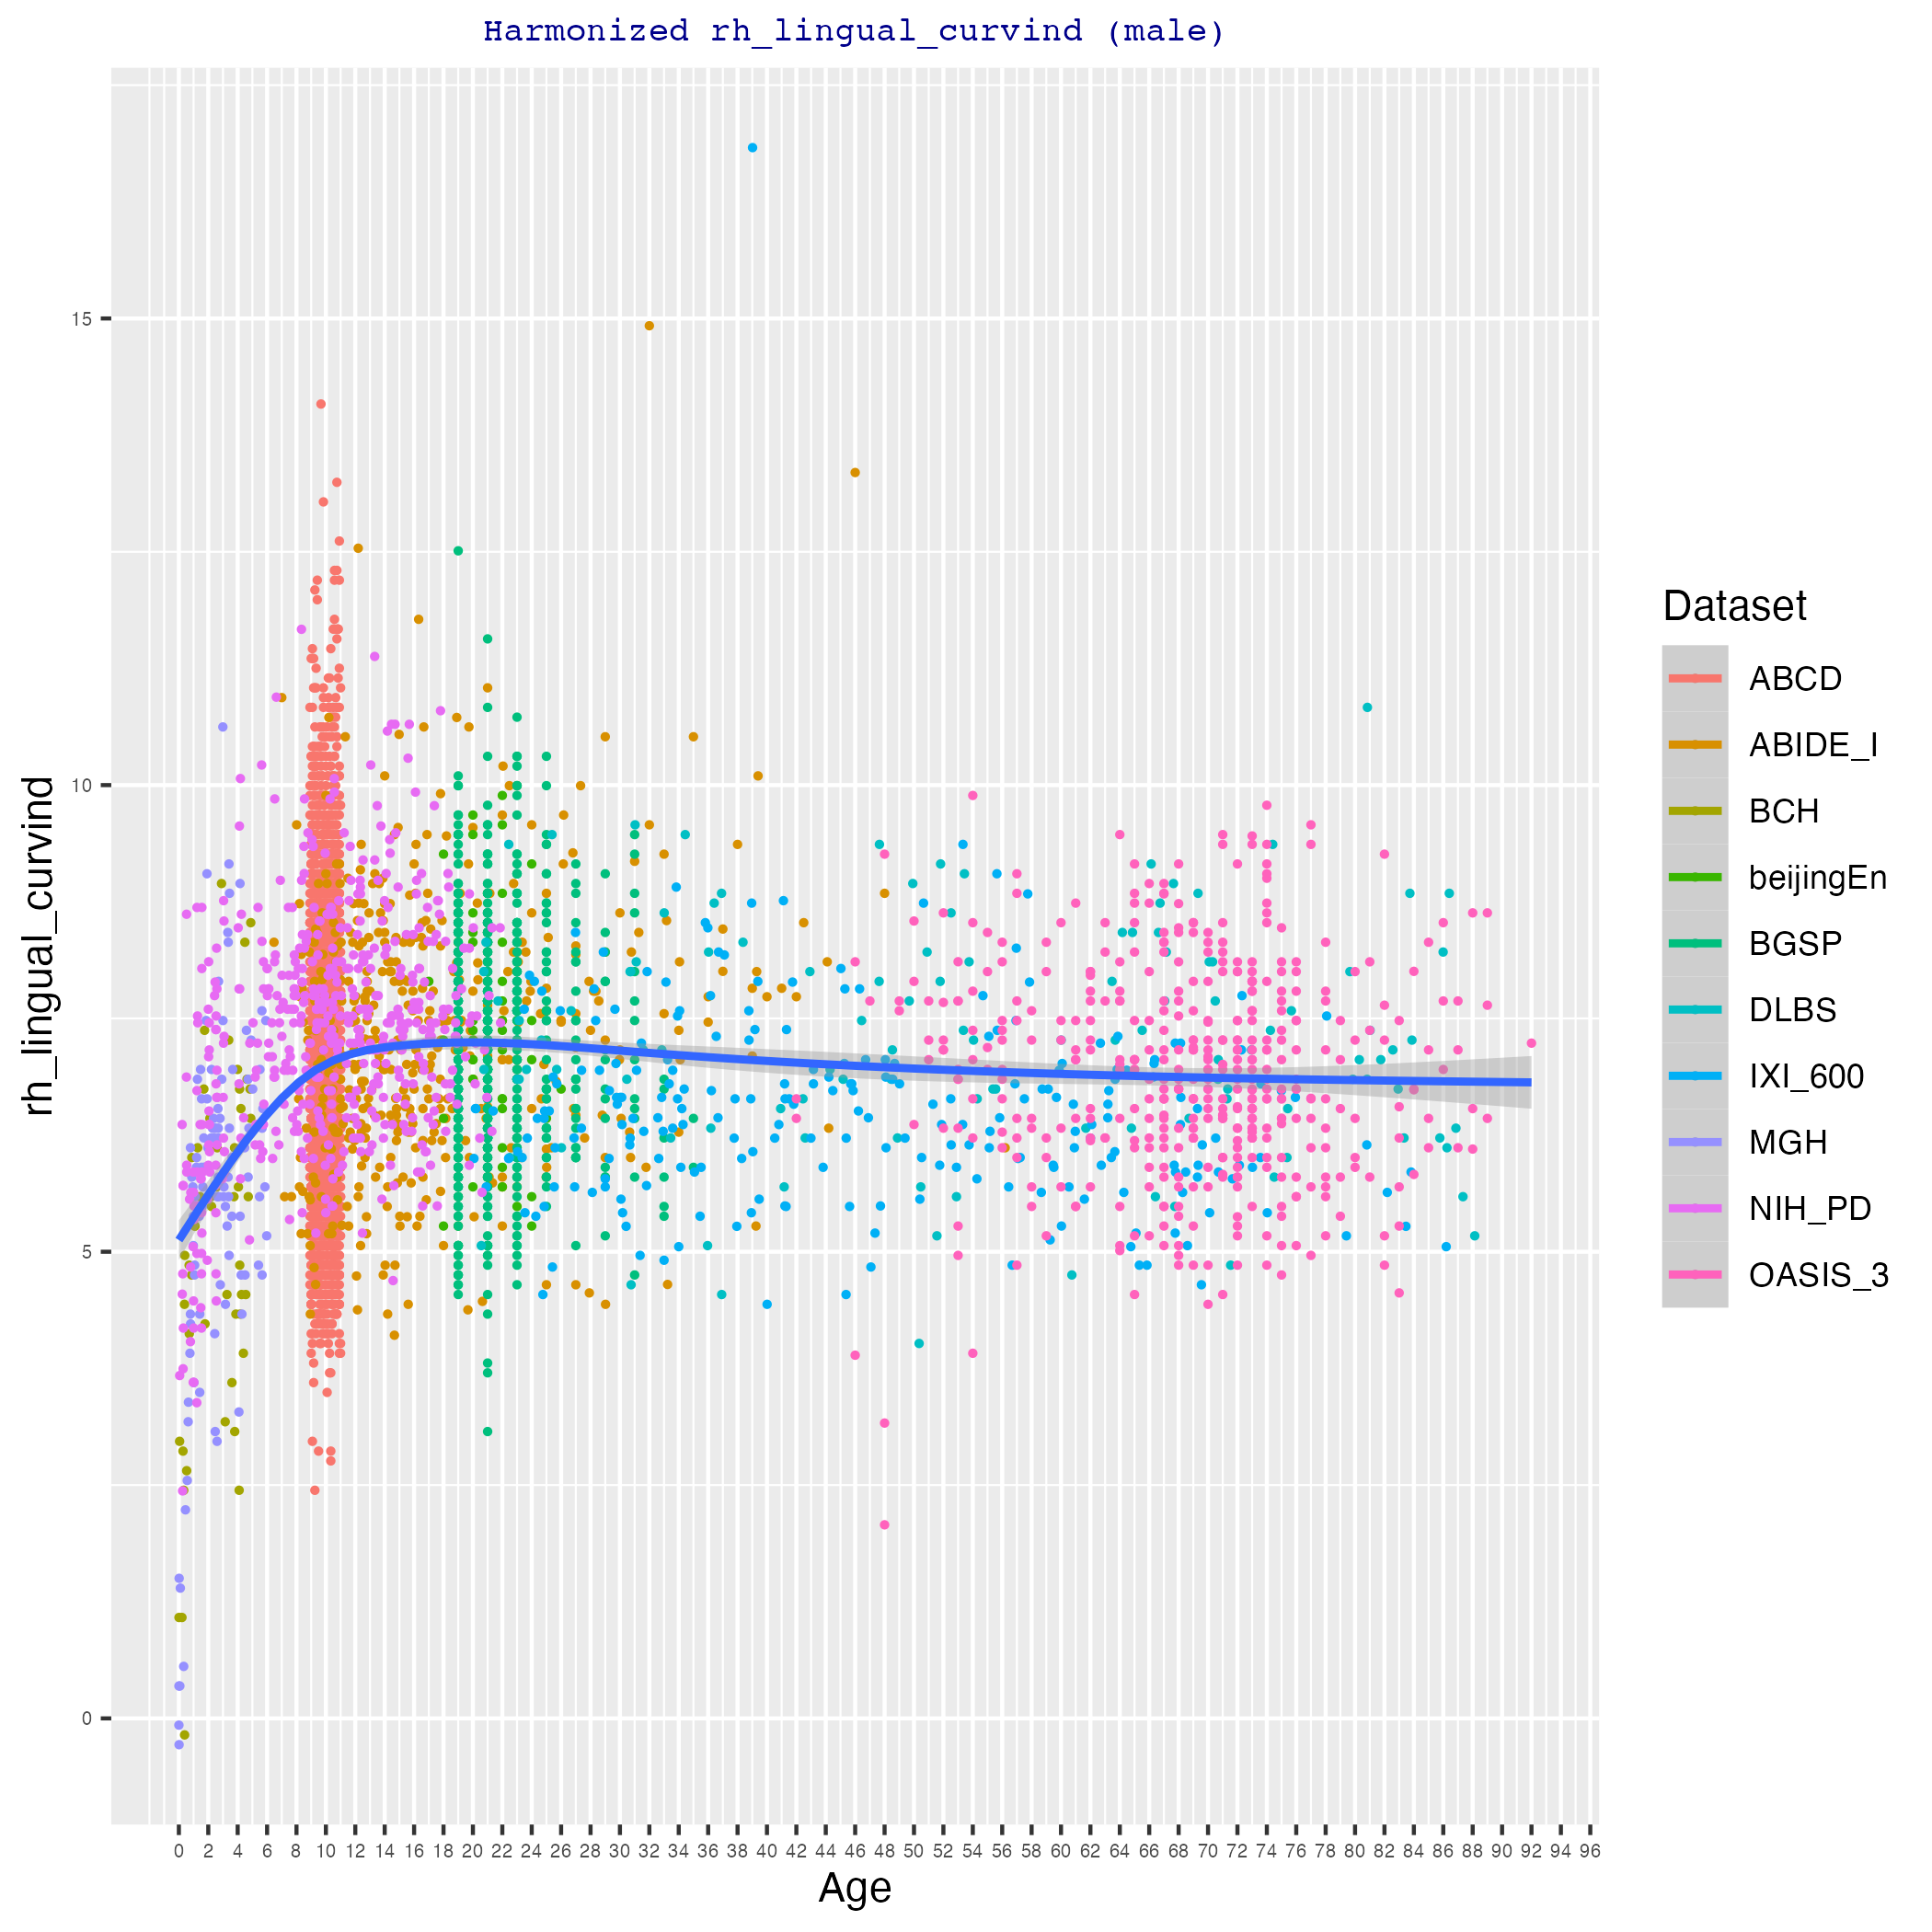 Harmonized rh_lingual_curvind (male)
rh_lingual_curvind
15
10
5
0
0 2 4 6 8 10 12 14 16 18 20 22 24 26 28 30 32 34 36 38 40 42 44 46 48 50 52 54 56 58 60 62 64 66 68 70 72 74 76 78 80 82 84 86 88 90 92 94 96
Age
Dataset
ABCD
ABIDE_I
BCH
beijingEn
BGSP
DLBS
IXI_600
MGH
NIH_PD
OASIS_3